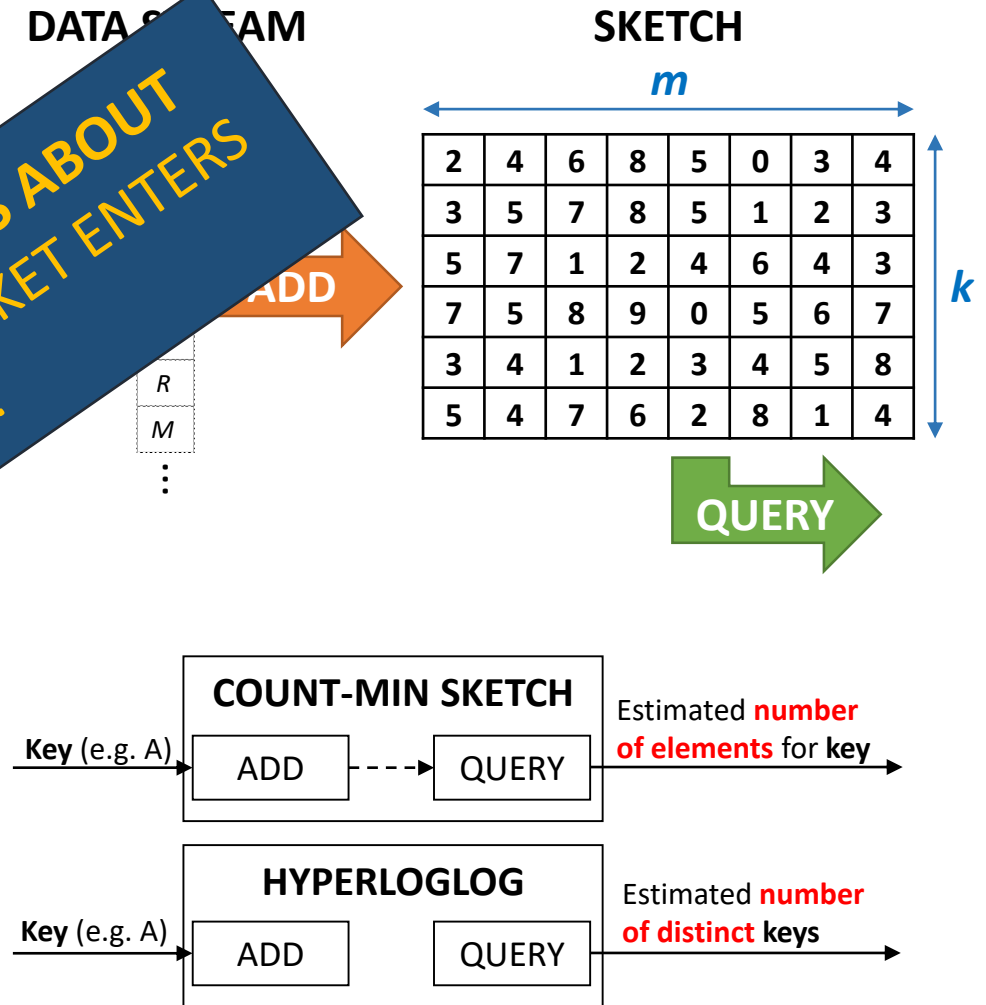 DATA S EAM
SKETCH
m
S ABOUT
KET ENTERS
ADD
2 4 6 8 5 0 3 4
3 5 7 8 5 1 2 3
5 7 1 2 4 6 4 3
7 5 8 9 0 5 6 7
3 4 1 2 3 4 5 8
5 4 7 6 2 8 1 4
k
R
M
⋮
QUERY
COUNT-MIN SKETCH
Key (e.g. A)
ADD
QUERY
Estimated number
of elements for key
HYPERLOGLOG
Key (e.g. A)
ADD
QUERY
Estimated number
of distinct keys